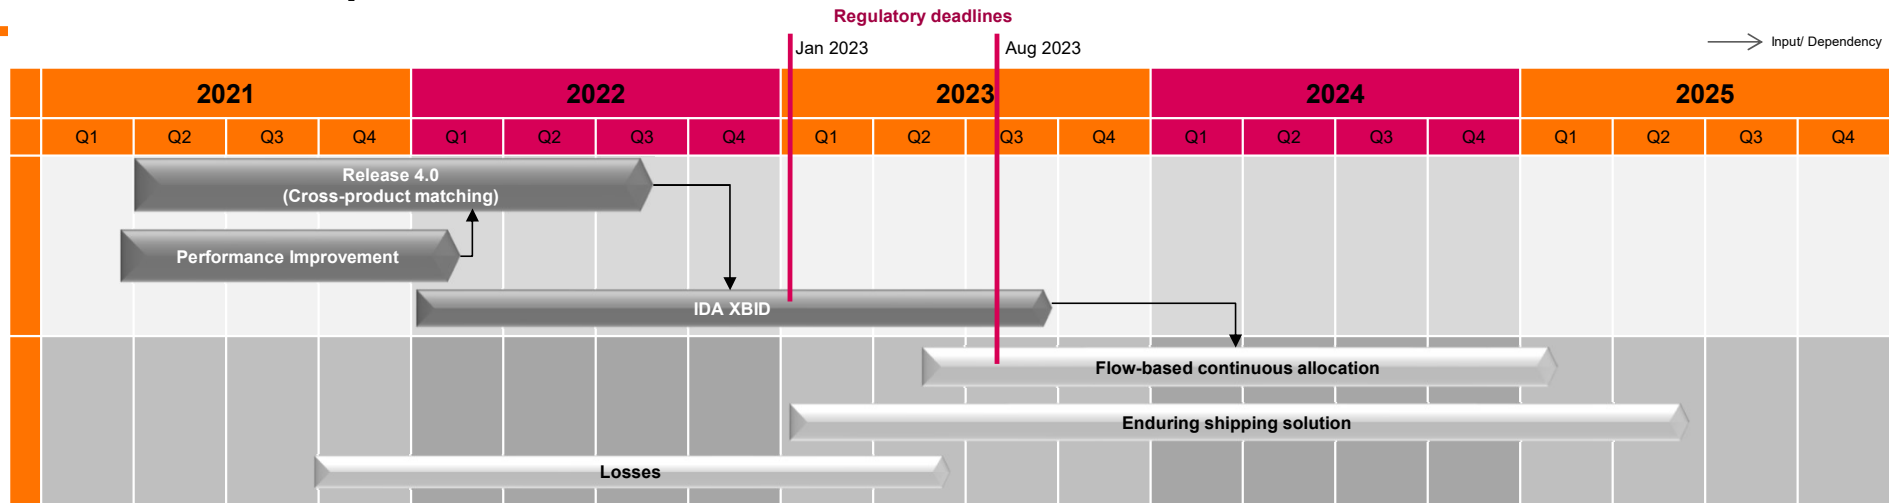 Regulatory deadlines
Jan 2023
Aug 2023
Input/ Dependency
2021
2022
2023
2024
2025
Q1 Q2 Q3 Q4 Q1 Q2 Q3 Q4 Q1 Q2 Q3 Q4 Q1 Q2 Q3 Q4 Q1 Q2 Q3 Q4
Release 4.0
(Cross-product matching)
Performance Improvement
IDA XBID
Flow-based continuous allocation
Enduring shipping solution
Losses